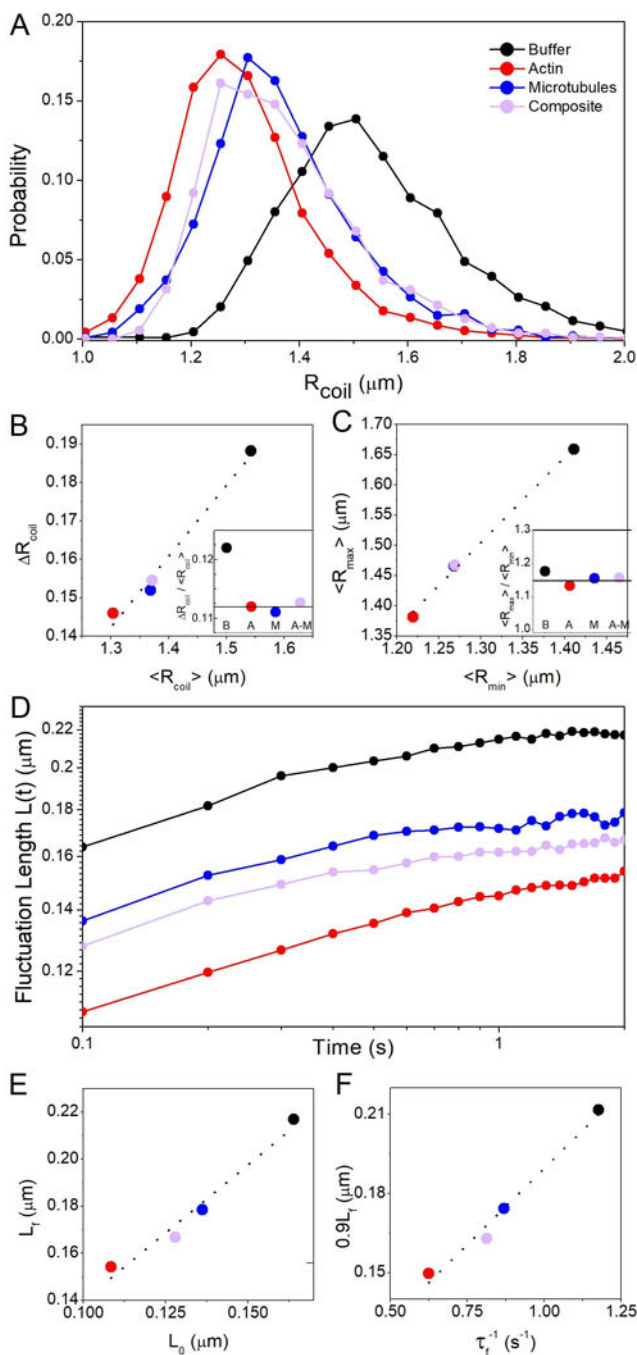 A
0.20
0.15
0.10
0.05
0.00
Probability
Buffer
Actin
Microtubules
Composite
1.0 1.2 1.4 1.6 1.8 2.0
R_coil (μm)
B
0.19
0.18
0.17
0.16
0.15
0.14
ΔR_coil
1.3 1.4 1.5 1.6
<R_coil> (μm)
0.12
0.11
ΔR_coil / <R_coil>
B A M A-M
C
1.70
1.65
1.60
1.55
1.50
1.45
1.40
1.35
<R_max> (μm)
1.20 1.25 1.30 1.35 1.40 1.45
<R_min> (μm)
1.3
1.2
1.1
1.0
<R_max> / <R_min>
B A M A-M
D
0.22
0.2
0.18
0.16
0.14
0.12
Fluctuation Length L(t) (μm)
0.1 1
Time (s)
E
0.22
0.20
0.18
0.16
0.14
L_f (μm)
0.100 0.125 0.150
L_0 (μm)
F
0.21
0.18
0.15
0.9L_f (μm)
0.50 0.75 1.00 1.25
τ_f^-1 (s^-1)